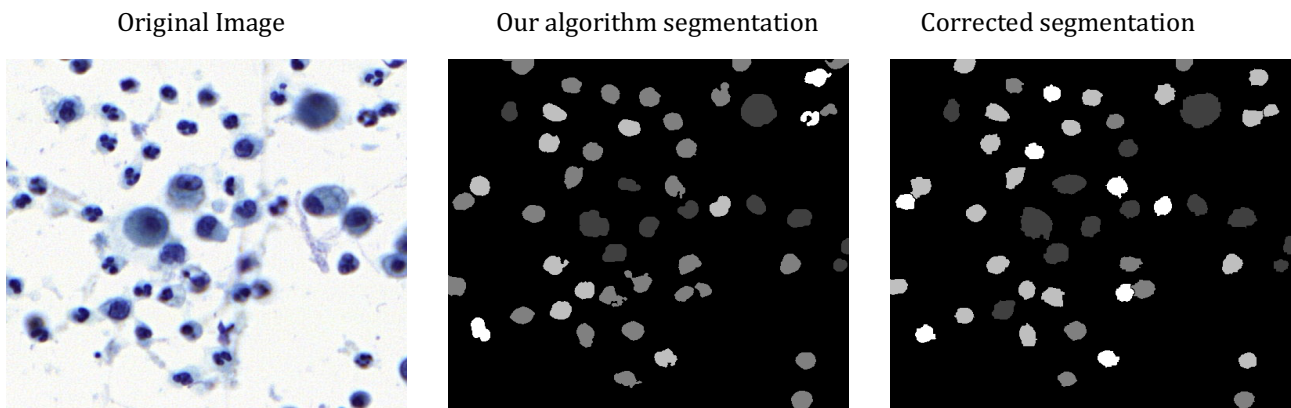 Original Image
Our algorithm segmentation
Corrected segmentation